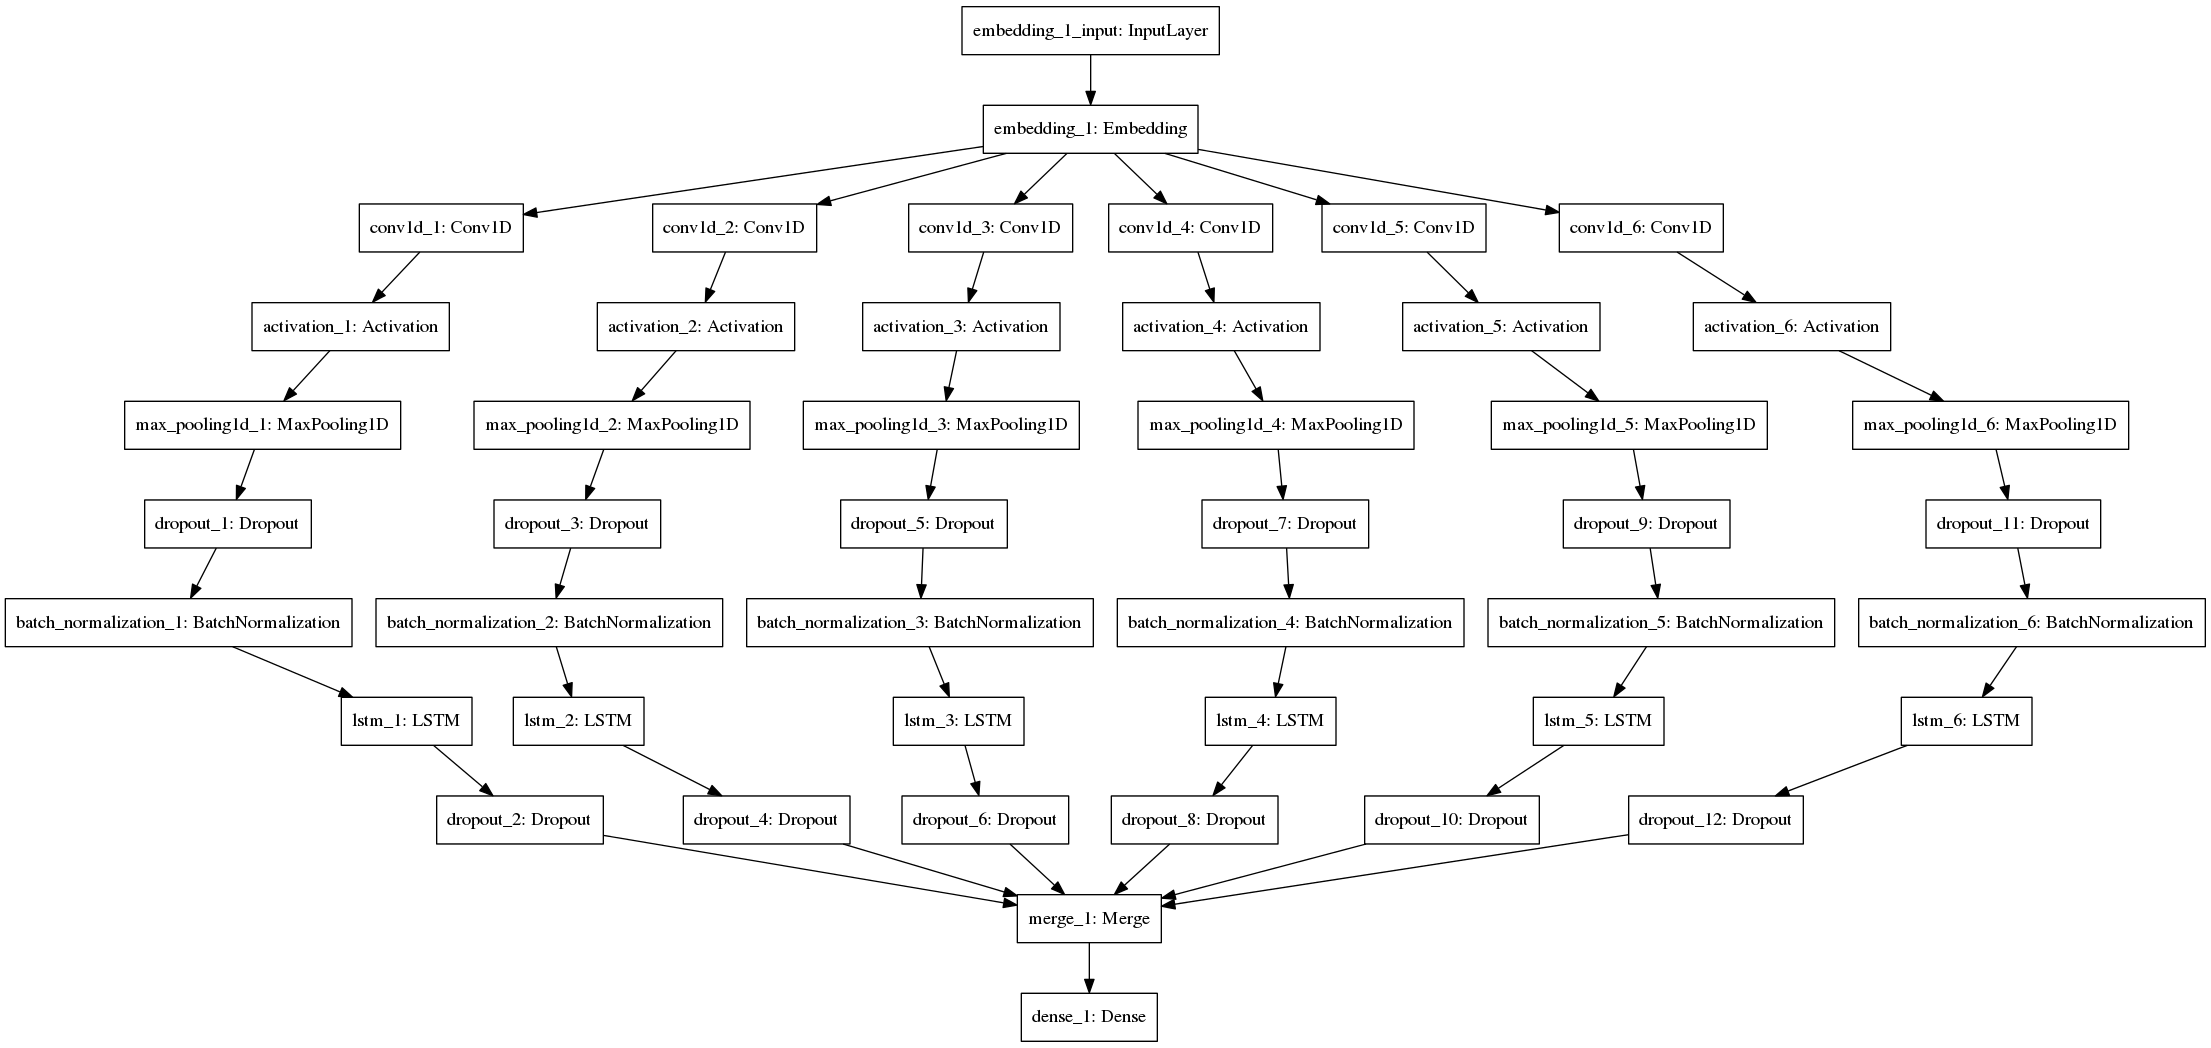 embedding_1_input: InputLayer
embedding_1: Embedding
conv1d_1: Conv1D
conv1d_2: Conv1D
conv1d_3: Conv1D
conv1d_4: Conv1D
conv1d_5: Conv1D
conv1d_6: Conv1D
activation_1: Activation
activation_2: Activation
activation_3: Activation
activation_4: Activation
activation_5: Activation
activation_6: Activation
max_pooling1d_1: MaxPooling1D
max_pooling1d_2: MaxPooling1D
max_pooling1d_3: MaxPooling1D
max_pooling1d_4: MaxPooling1D
max_pooling1d_5: MaxPooling1D
max_pooling1d_6: MaxPooling1D
dropout_1: Dropout
dropout_3: Dropout
dropout_5: Dropout
dropout_7: Dropout
dropout_9: Dropout
dropout_11: Dropout
batch_normalization_1: BatchNormalization
batch_normalization_2: BatchNormalization
batch_normalization_3: BatchNormalization
batch_normalization_4: BatchNormalization
batch_normalization_5: BatchNormalization
batch_normalization_6: BatchNormalization
lstm_1: LSTM
lstm_2: LSTM
lstm_3: LSTM
lstm_4: LSTM
lstm_5: LSTM
lstm_6: LSTM
dropout_2: Dropout
dropout_4: Dropout
dropout_6: Dropout
dropout_8: Dropout
dropout_10: Dropout
dropout_12: Dropout
merge_1: Merge
dense_1: Dense